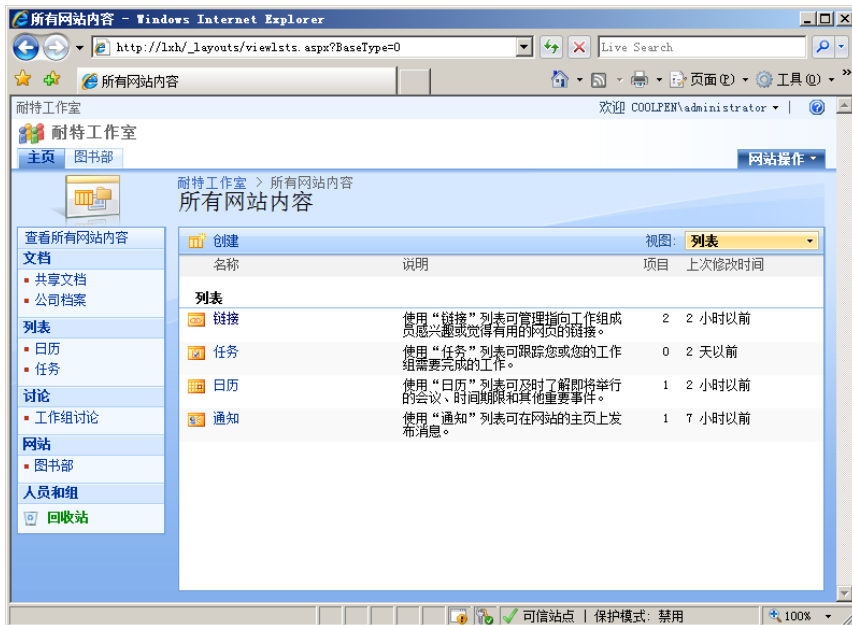 所有网站内容 - Windows Internet Explorer
http://lxh/_layouts/viewlsts.aspx?BaseType=0
Live Search
所有网站内容
页面(P)
工具(O)
»
耐特工作室
欢迎 COOLPEN\administrator
耐特工作室
主页
图书部
网站操作
耐特工作室 > 所有网站内容
所有网站内容
查看所有网站内容
文档
共享文档
公司档案
列表
日历
任务
讨论
工作组讨论
网站
图书部
人员和组
回收站
创建
视图: 列表
名称 说明 项目 上次修改时间
列表
链接 使用“链接”列表可管理指向工作组成 2 2 小时以前
员感兴趣或觉得有用的网页的链接。
任务 使用“任务”列表可跟踪您或您的工作 0 2 天以前
组需要完成的工作。
日历 使用“日历”列表可及时了解即将举行 1 2 小时以前
的会议、时间期限和其他重要事件。
通知 使用“通知”列表可在网站的主页上发 1 7 小时以前
布消息。
可信站点 | 保护模式: 禁用
100%